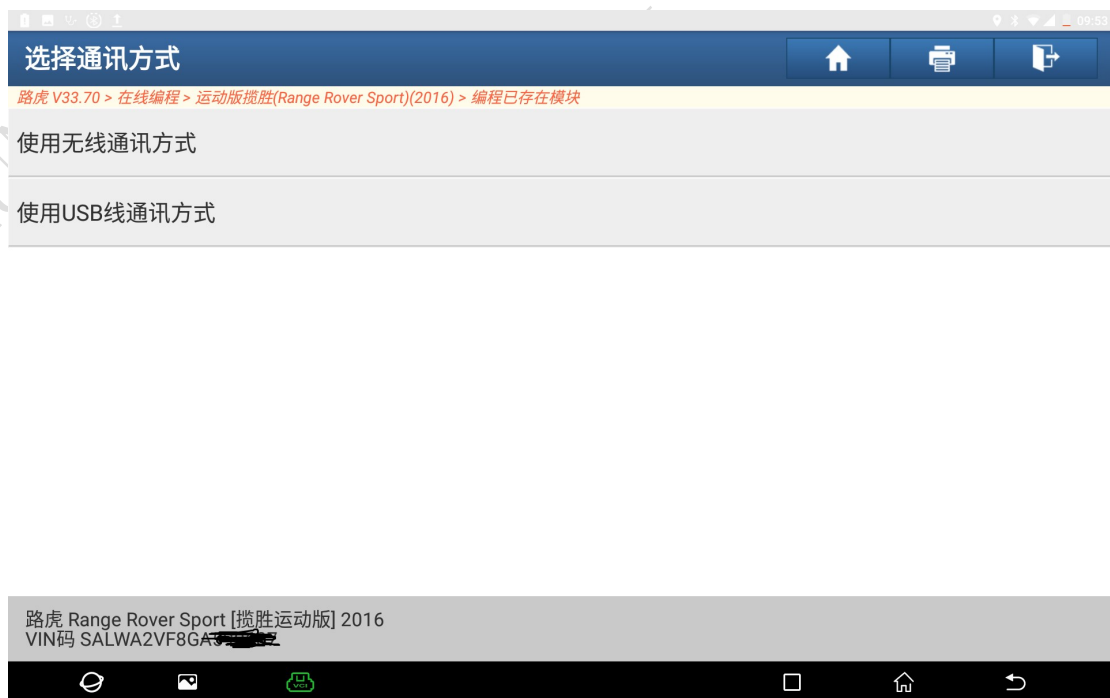 09:53
选择通讯方式
路虎 V33.70 > 在线编程 > 运动版揽胜(Range Rover Sport)(2016) > 编程已存在模块
使用无线通讯方式
使用USB线通讯方式
路虎 Range Rover Sport [揽胜运动版] 2016
VIN码 SALWA2VF8GA
VCI